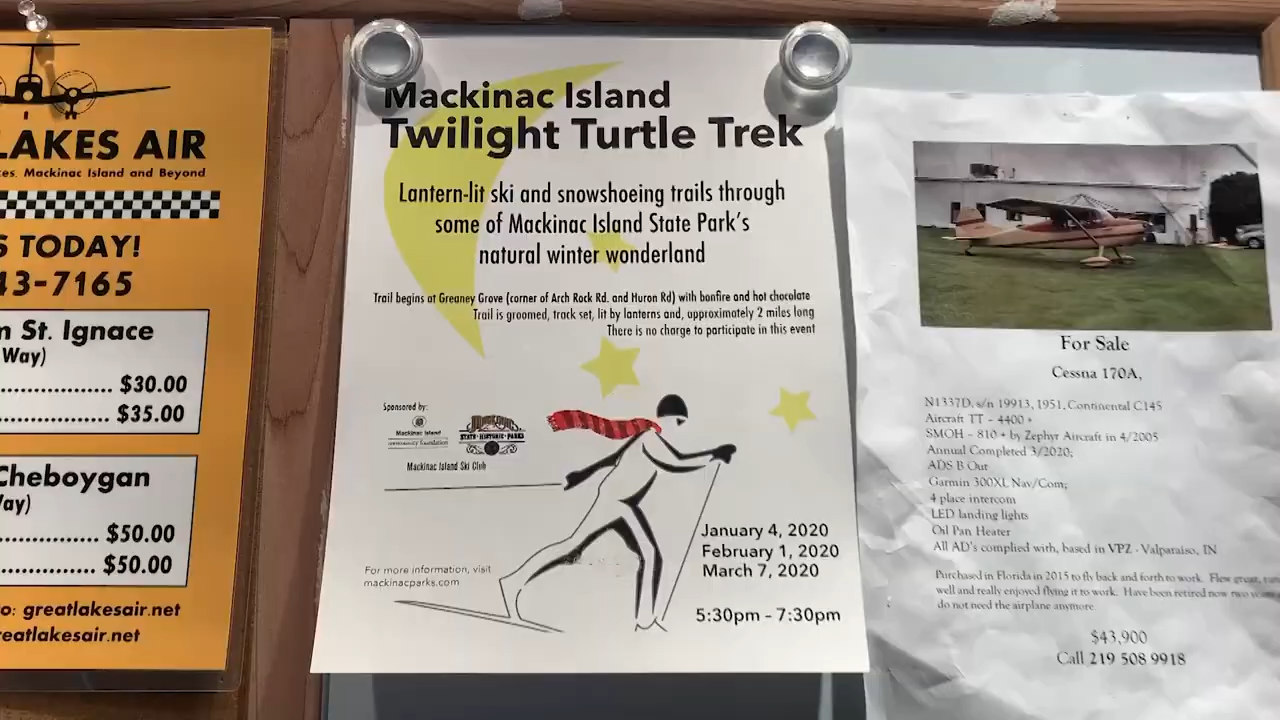 LAKES AIR
Mackinac Island and Beyond
S TODAY!
43-7165
St. Ignace
Way)
$30.00
$35.00
Cheboygan
$50.00
$50.00
greatlakesair.net
reatlakesair.net
Mackinac Island
Twilight Turtle Trek
Lantern-lit ski and snowshoeing trails through
some of Mackinac Island State Park's
natural winter wonderland
Trail begins at Greaney Grove (corner of Arch Rock Rd. and Huron Rd) with bonfire and hot chocolate
Trail is groomed, track set, lit by lanterns and, approximately 2 miles long
There is no charge to participate in this event
Sponsored by:
Mackinac Island
STATE HISTORIC PARKS
Mackinac Island Ski Club
January 4, 2020
February 1, 2020
March 7, 2020
5:30pm - 7:30pm
For more information, visit
mackinacparks.com
For Sale
Cessna 170A,
N1337D, s/n 19913, 1951, Continental C145
Aircraft TT - 4400 +
SMOH - 810 + by Zephyr Aircraft in 4/2005
Annual Completed 3/2020;
ADS B Out
Garmin 300XL Nav/Com;
4 place intercom
LED landing lights
Oil Pan Heater
All AD's complied with, based in VPZ - Valparaiso, IN
Purchased in Florida in 2015 to fly back and forth to work. Flew great,
well and really enjoyed flying it to work. Have been retired now two
do not need the airplane anymore.
$43,900
Call 219 508 9918